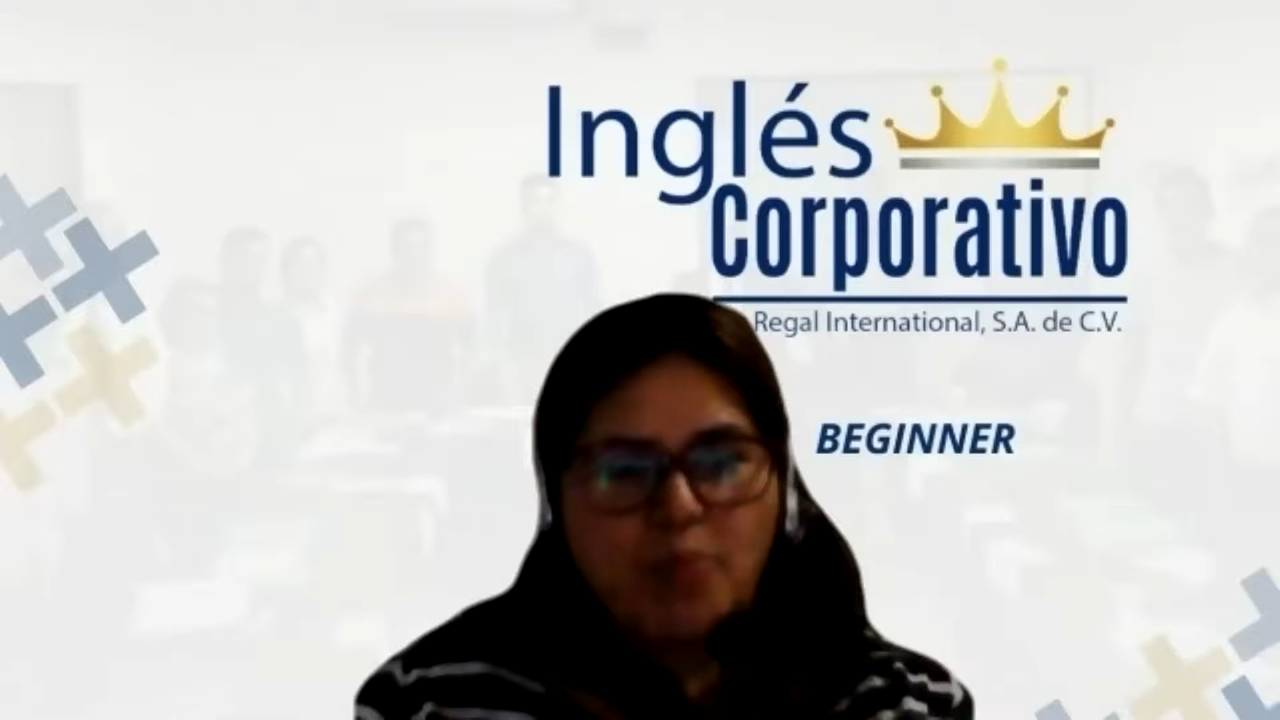 Inglés
Corporativo
Regal International, S.A. de C.V.
BEGINNER